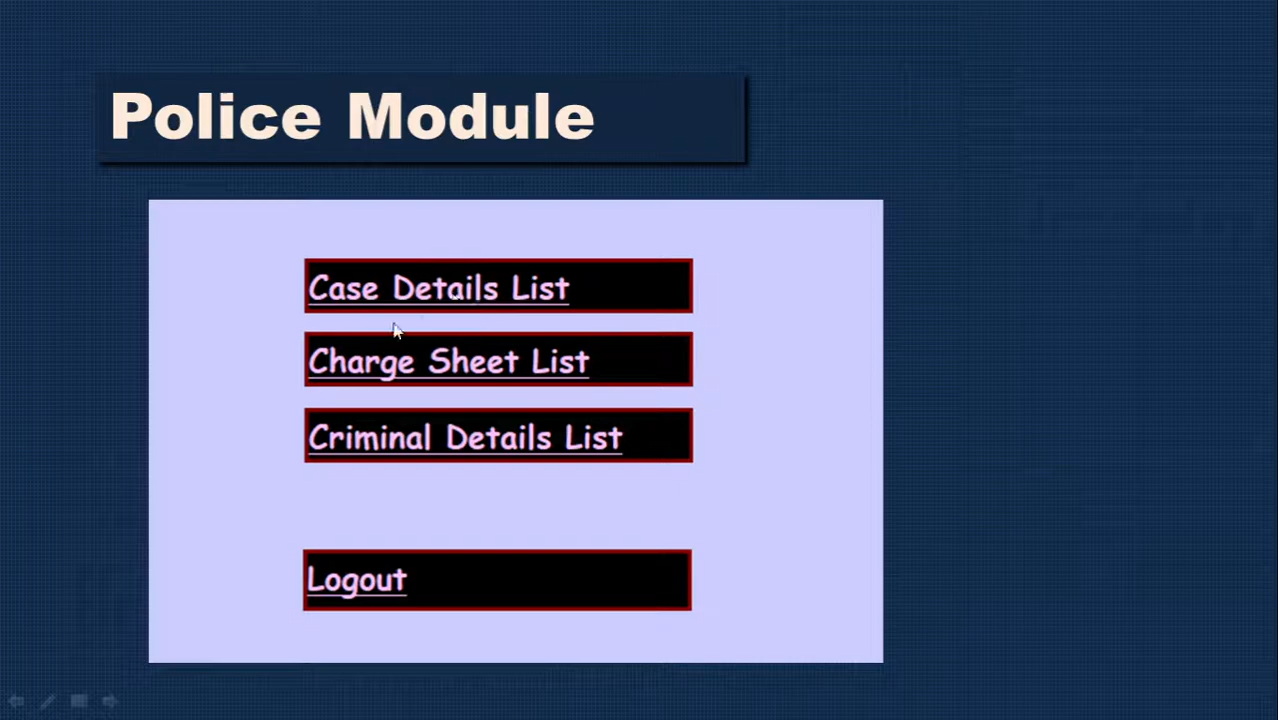 Police Module
Case Details List
Charge Sheet List
Criminal Details List
Logout